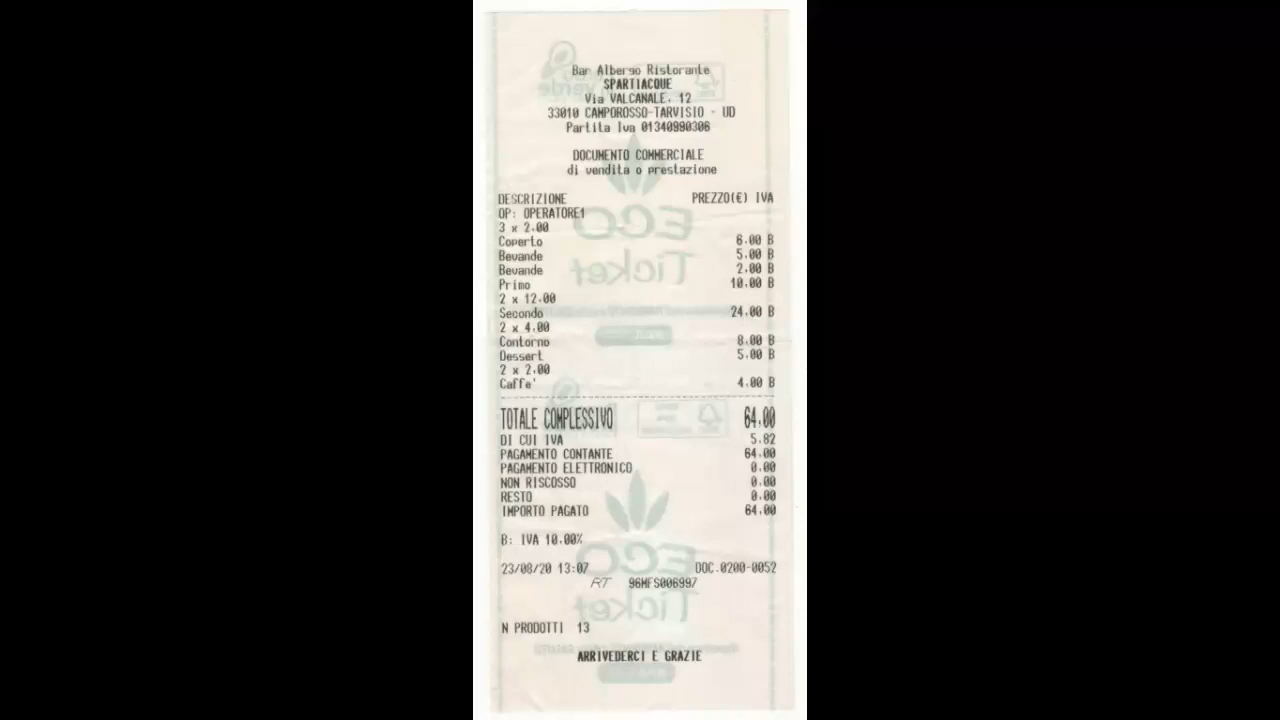 Bar Albergo Ristorante
SPARTIACQUE
Via VALCANALE, 12
33010 CAMPOROSSO-TARVISIO - UD
Partita Iva 01340990306
DOCUMENTO COMMERCIALE
di vendita o prestazione
DESCRIZIONE PREZZO(€) IVA
OP: OPERATORE1
3 x 2.00
Coperto 6.00 B
Bevande 5.00 B
Bevande 2.00 B
Primo 10.00 B
2 x 12.00
Secondo 24.00 B
2 x 4.00
Contorno 8.00 B
Dessert 5.00 B
2 x 2.00
Caffe' 4.00 B
TOTALE COMPLESSIVO 64.00
DI CUI IVA 5.82
PAGAMENTO CONTANTE 64.00
PAGAMENTO ELETTRONICO 0.00
NON RISCOSSO 0.00
RESTO 0.00
IMPORTO PAGATO 64.00
B: IVA 10.00%
23/08/20 13:07 DOC.0200-0052
RT 96MFS006997
N PRODOTTI 13
ARRIVEDERCI E GRAZIE
ECO
Ticket
ECO
Ticket